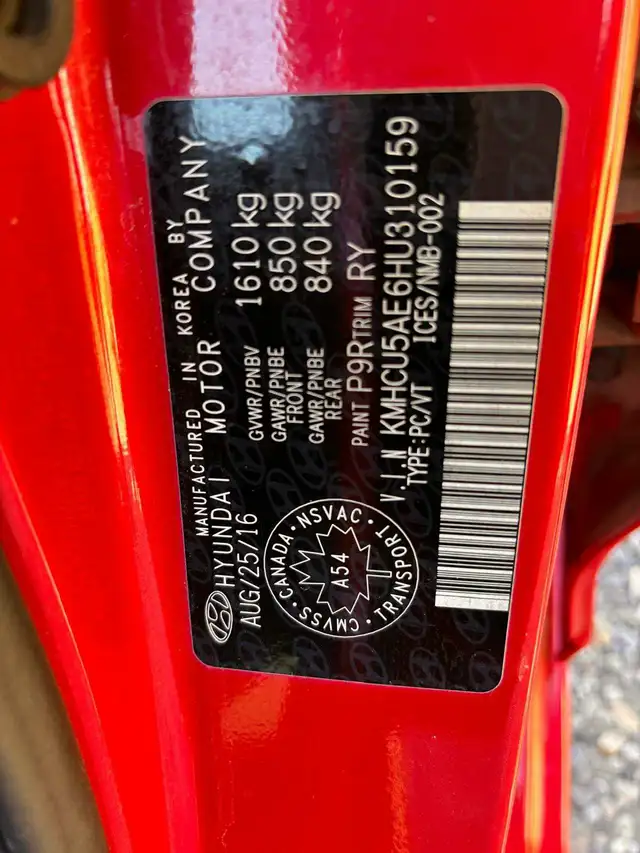 MANUFACTURED IN KOREA BY
HYUNDAI MOTOR COMPANY
AUG/25/16
GVWR/PNBV 1610 kg
GAWR/PNBE FRONT 850 kg
GAWR/PNBE REAR 840 kg
PAINT P9R TRIM RY
CANADA · NSVAC · TRANSPORT · CMVSS ·
A54
V.I.N KMHCU5AE6HU310159
TYPE:PC/VT ICES/NMB-002